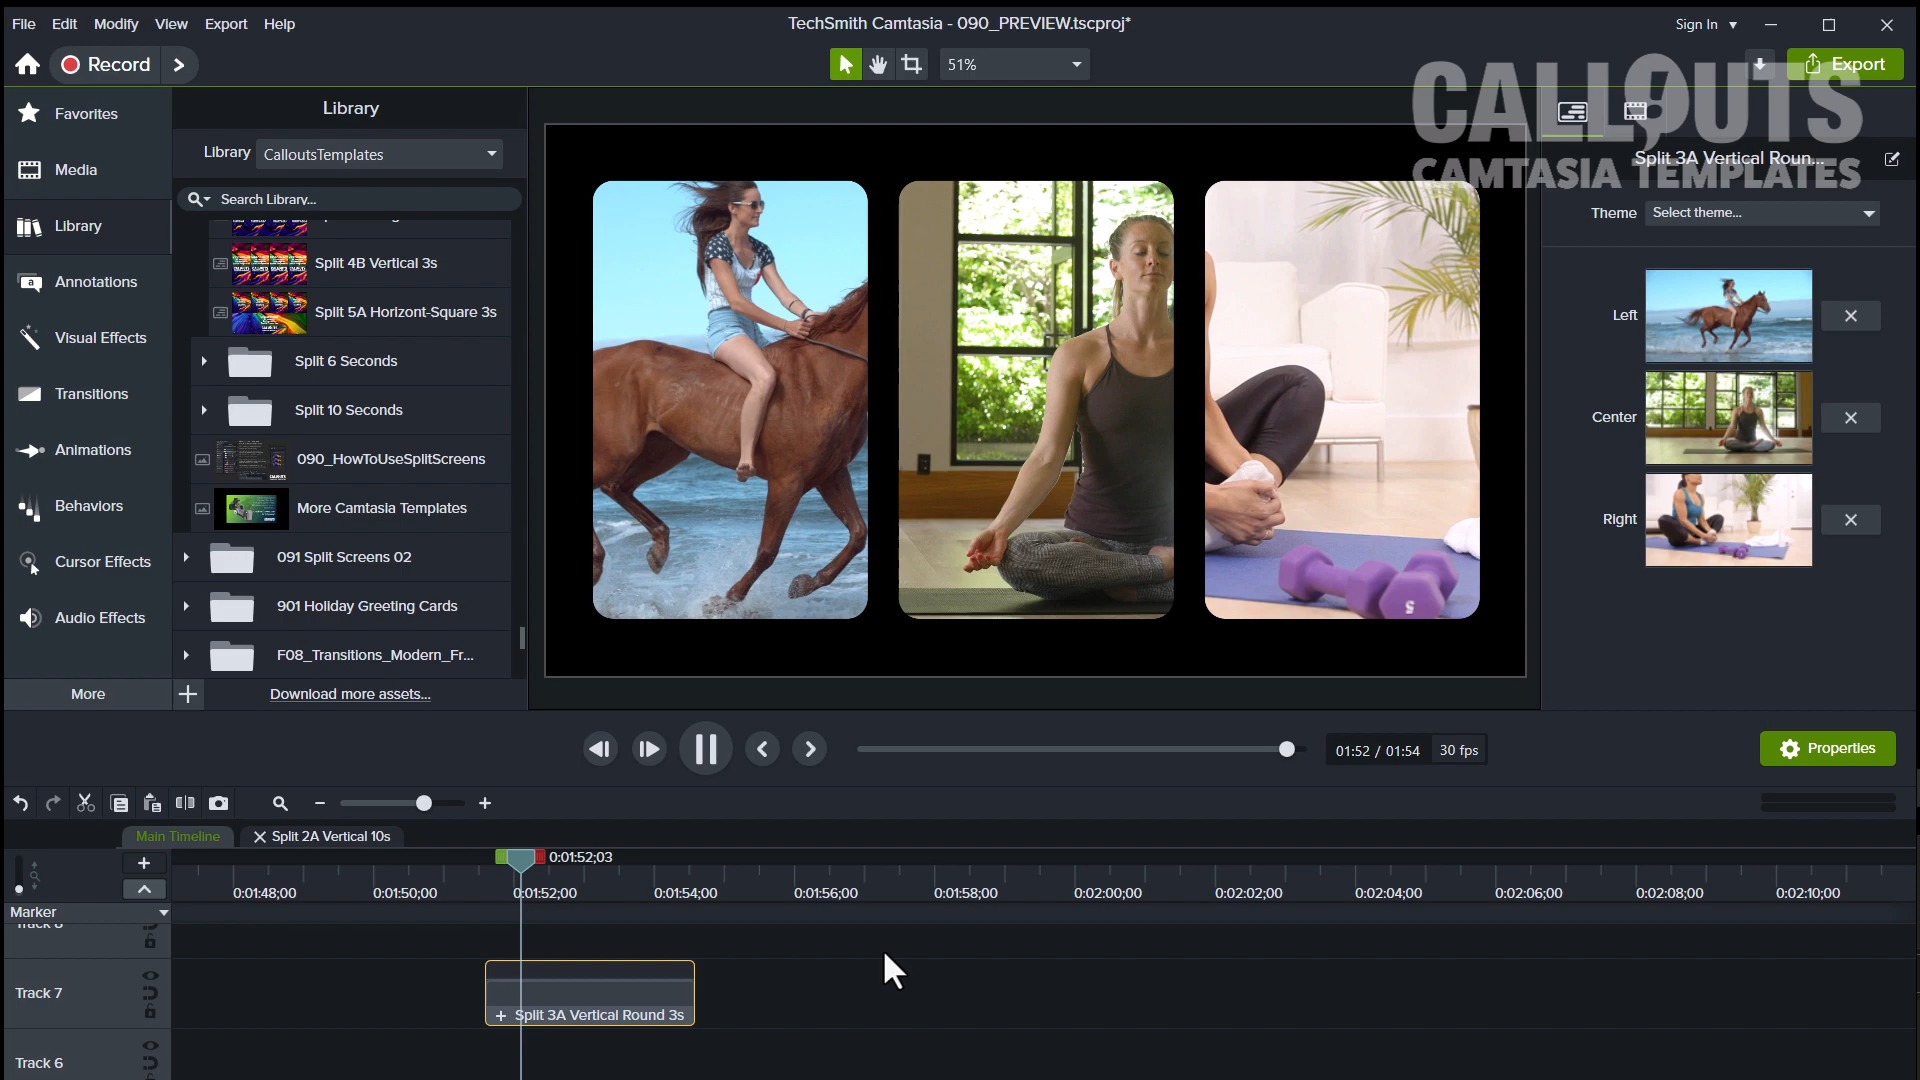 File Edit Modify View Export Help
TechSmith Camtasia - 090_PREVIEW.tscproj*
Sign In
Record
51%
Export
CALLOUTS
CAMTASIA TEMPLATES
Favorites
Media
Library
Annotations
Visual Effects
Transitions
Animations
Behaviors
Cursor Effects
Audio Effects
More
Library
Library CalloutsTemplates
Search Library...
Split 4B Vertical 3s
Split 5A Horizont-Square 3s
Split 6 Seconds
Split 10 Seconds
090_HowToUseSplitScreens
More Camtasia Templates
091 Split Screens 02
901 Holiday Greeting Cards
F08_Transitions_Modern_Fr...
Download more assets...
5
Split 3A Vertical Roun...
Theme Select theme...
Left
Center
Right
01:52 / 01:54 30 fps
Properties
Main Timeline Split 2A Vertical 10s
0:01:52;03
0:01:48;00 0:01:50;00 0:01:52;00 0:01:54;00 0:01:56;00 0:01:58;00 0:02:00;00 0:02:02;00 0:02:04;00 0:02:06;00 0:02:08;00 0:02:10;00
Marker
Track 8
Track 7
+ Split 3A Vertical Round 3s
Track 6